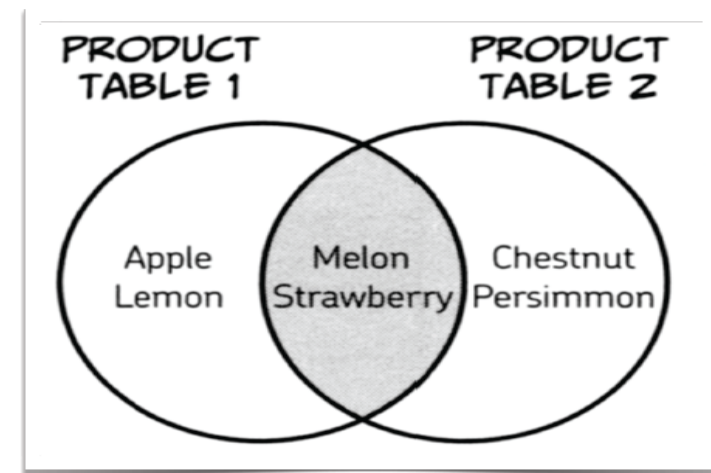 PRODUCT
TABLE 1
PRODUCT
TABLE 2
Apple
Lemon
Melon
Strawberry
Chestnut
Persimmon